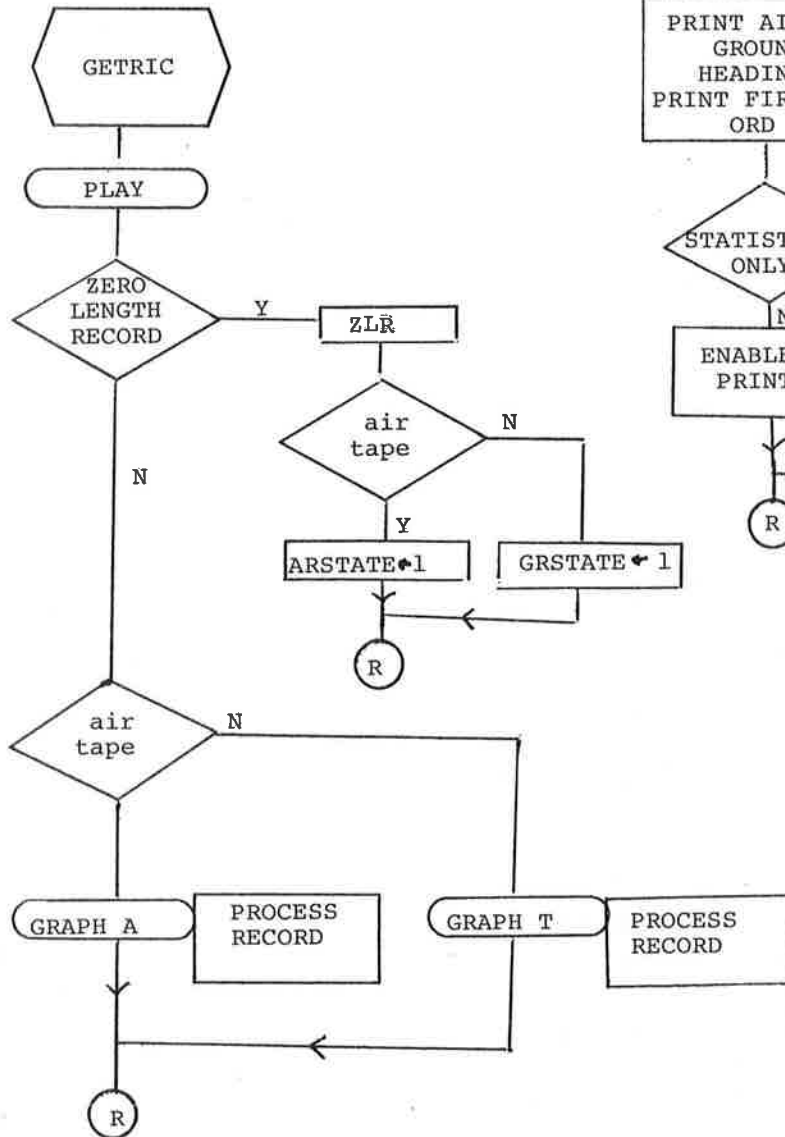 GETRIC
PLAY
ZERO
LENGTH
RECORD
Y
ZLR
N
air
tape
N
Y
ARSTATE ← 1
GRSTATE ← 1
R
air
tape
N
GRAPH A
PROCESS
RECORD
GRAPH T
PROCESS
RECORD
R
PRINT AI
GROUN
HEADIN
PRINT FIR
ORD
STATIST
ONLY
N
ENABLE
PRINT
R